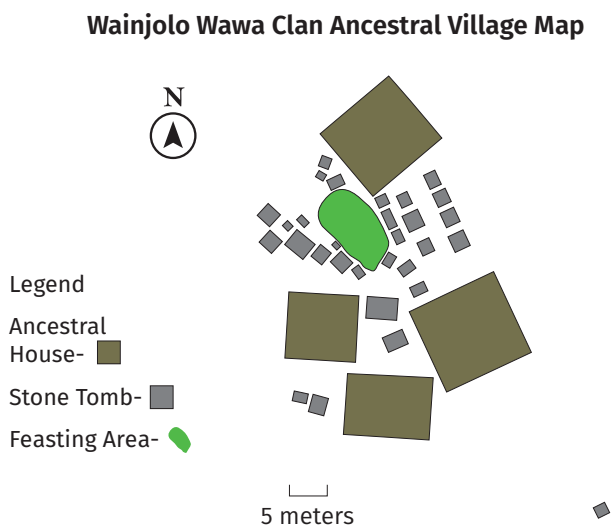 Wainjolo Wawa Clan Ancestral Village Map
N
Legend
Ancestral
House-
Stone Tomb-
Feasting Area-
5 meters